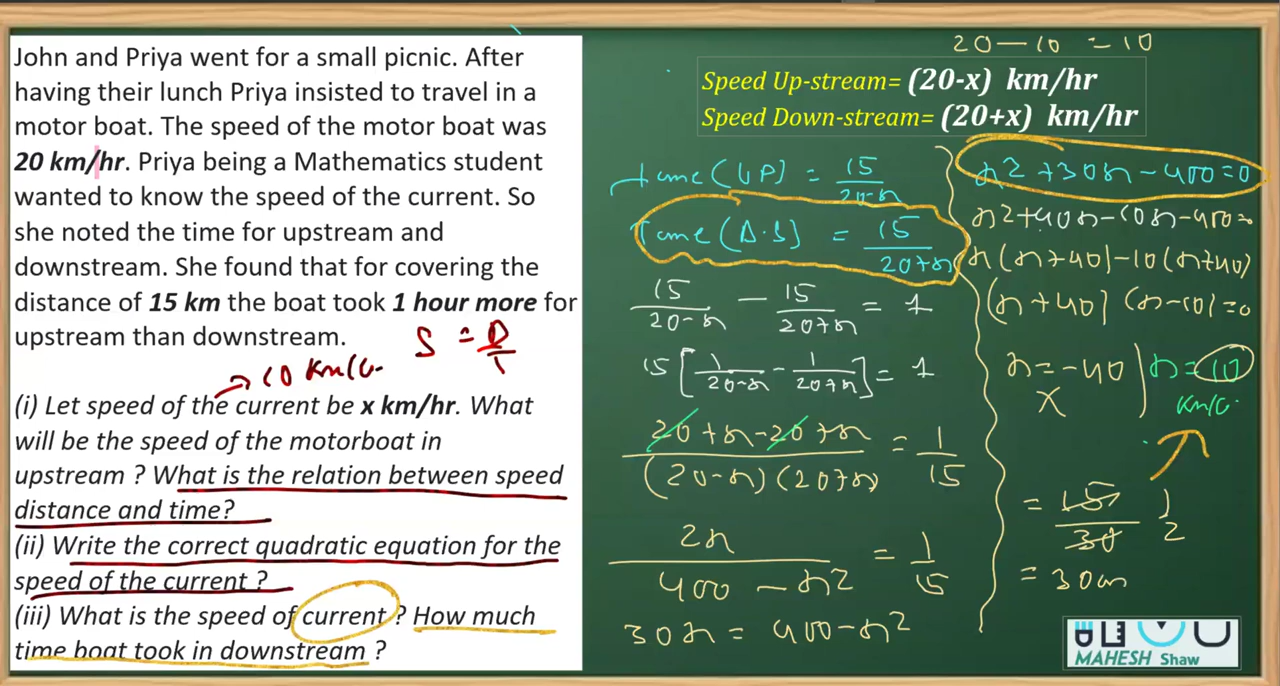 John and Priya went for a small picnic. After
having their lunch Priya insisted to travel in a
motor boat. The speed of the motor boat was
20 km/hr. Priya being a Mathematics student
wanted to know the speed of the current. So
she noted the time for upstream and
downstream. She found that for covering the
distance of 15 km the boat took 1 hour more for
upstream than downstream.
S = D/T
→ 10 Km/
(i) Let speed of the current be x km/hr. What
will be the speed of the motorboat in
upstream ? What is the relation between speed
distance and time?
(ii) Write the correct quadratic equation for the
speed of the current ?
(iii) What is the speed of current ? How much
time boat took in downstream ?
20 - 10 = 10
Speed Up-stream= (20-x) km/hr
Speed Down-stream= (20+x) km/hr
time (UP) = 15/20-x
Time (D.S) = 15/20+x
15/20-x - 15/20+x = 1
15[1/20-x - 1/20+x] = 1
20+x-20+x/(20-x)(20+x) = 1/15
2x/400-x2 = 1/15
30x = 400-x2
x2+30x-400=0
x2+40x-10x-400=
x(x+40)-10(x+40)
(x+40) (x-10)=0
x=-40 | x=10
X
Km/
= 15/30 1/2
= 30m
MAHESH Shaw